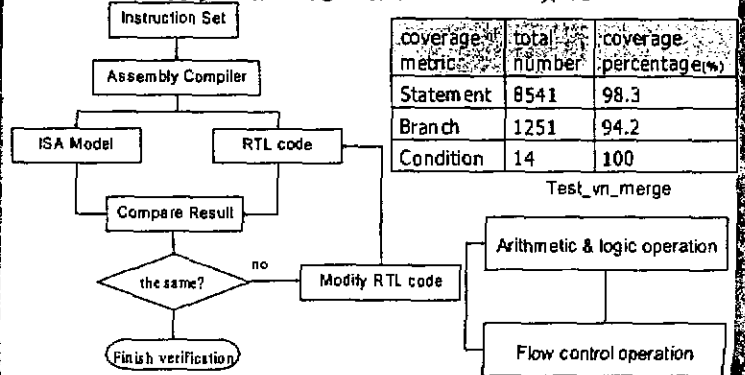 Instruction Set
Assembly Compiler
ISA Model
RTL code
Compare Result
the same?
no
Modify RTL code
Finish verification
coverage metric total number coverage percentage(%)
Statement 8541 98.3
Branch 1251 94.2
Condition 14 100
Test_vn_merge
Arithmetic & logic operation
Flow control operation